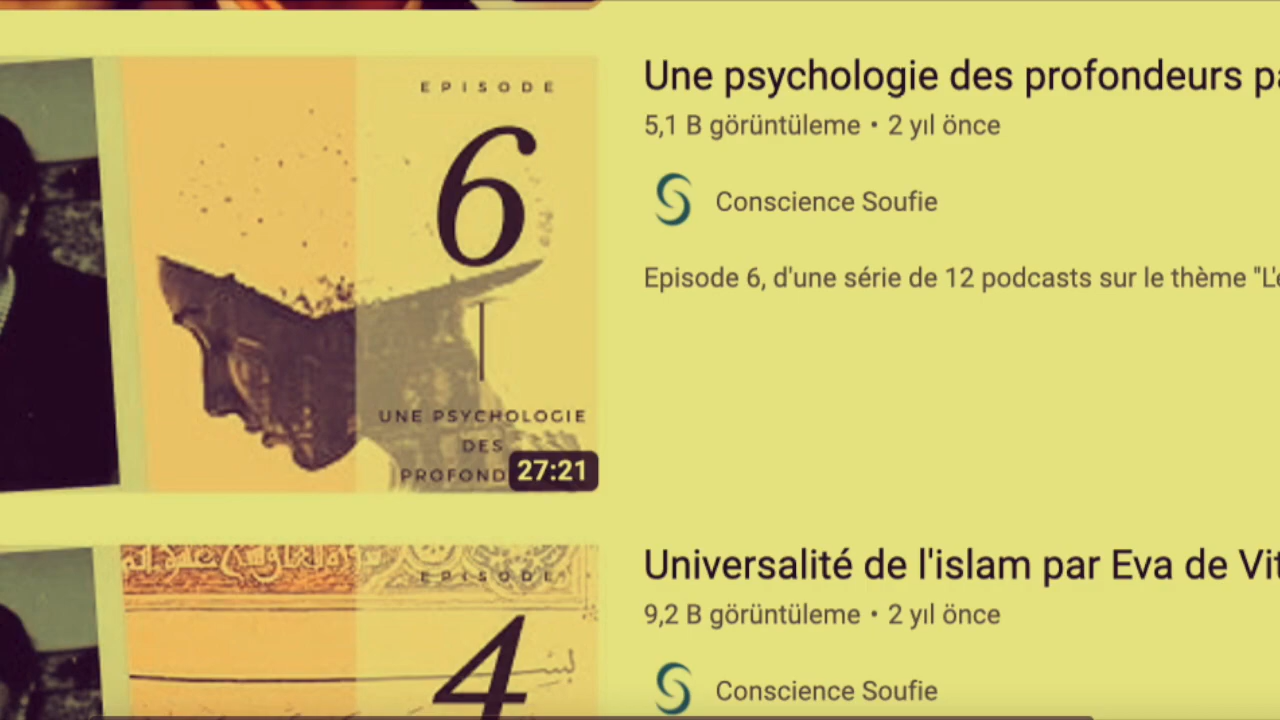 EPISODE
6
UNE PSYCHOLOGIE
DES
PROFOND
27:21
Une psychologie des profondeurs pa
5,1 B görüntüleme • 2 yıl önce
Conscience Soufie
Episode 6, d'une série de 12 podcasts sur le thème "L'é
EPISODE
4
Universalité de l'islam par Eva de Vit
9,2 B görüntüleme • 2 yıl önce
Conscience Soufie